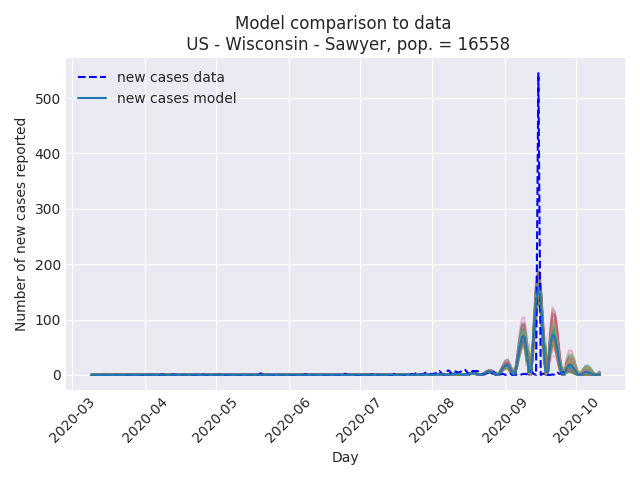 Model comparison to data
US - Wisconsin - Sawyer, pop. = 16558
new cases data
new cases model
Number of new cases reported
500
400
300
200
100
0
2020-03
2020-04
2020-05
2020-06
2020-07
2020-08
2020-09
2020-10
Day